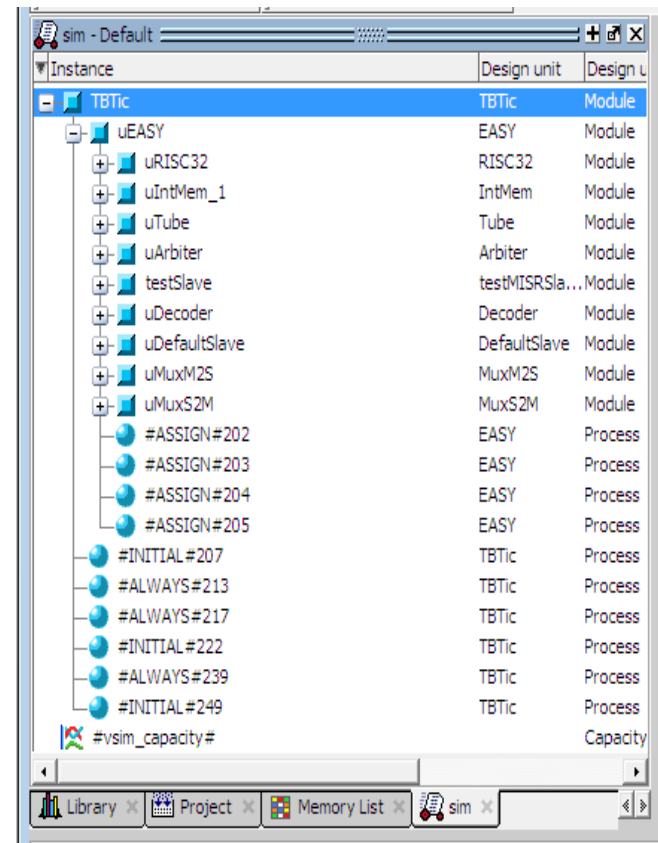 sim - Default
Instance Design unit Design u
TBTic TBTic Module
uEASY EASY Module
uRISC32 RISC32 Module
uIntMem_1 IntMem Module
uTube Tube Module
uArbiter Arbiter Module
testSlave testMISRSla... Module
uDecoder Decoder Module
uDefaultSlave DefaultSlave Module
uMuxM2S MuxM2S Module
uMuxS2M MuxS2M Module
#ASSIGN#202 EASY Process
#ASSIGN#203 EASY Process
#ASSIGN#204 EASY Process
#ASSIGN#205 EASY Process
#INITIAL#207 TBTic Process
#ALWAYS#213 TBTic Process
#ALWAYS#217 TBTic Process
#INITIAL#222 TBTic Process
#ALWAYS#239 TBTic Process
#INITIAL#249 TBTic Process
#vsim_capacity# Capacity
Library Project Memory List sim